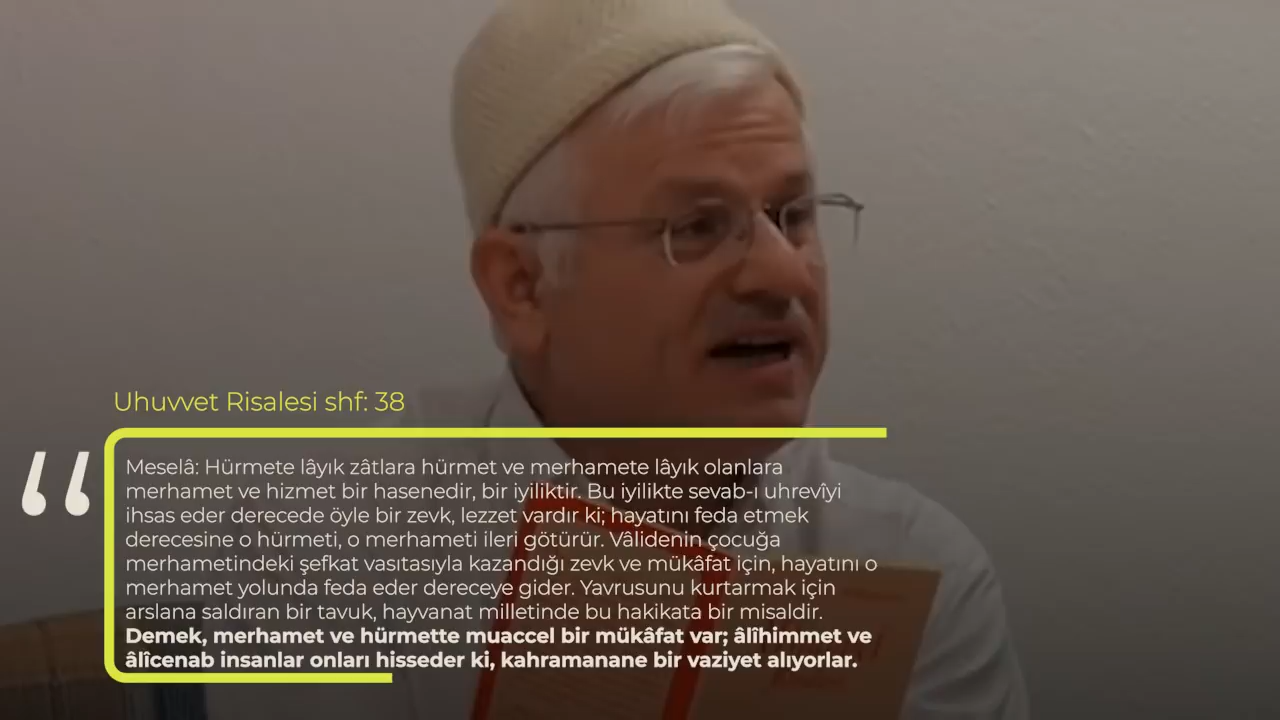 Uhuvvet Risalesi shf: 38
Meselâ: Hürmete lâyık zâtlara hürmet ve merhamete lâyık olanlara
merhamet ve hizmet bir hasenedir, bir iyiliktir. Bu iyilikte sevab-ı uhrevîyi
ihsas eder derecede öyle bir zevk, lezzet vardır ki; hayatını feda etmek
derecesine o hürmeti, o merhameti ileri götürür. Vâlidenin çocuğa
merhametindeki şefkat vasıtasıyla kazandığı zevk ve mükâfat için, hayatını o
merhamet yolunda feda eder dereceye gider. Yavrusunu kurtarmak için
arslana saldıran bir tavuk, hayvanat milletinde bu hakikata bir misaldir.
Demek, merhamet ve hürmette muaccel bir mükâfat var; âlîhimmet ve
âlîcenab insanlar onları hisseder ki, kahramanane bir vaziyet alıyorlar.